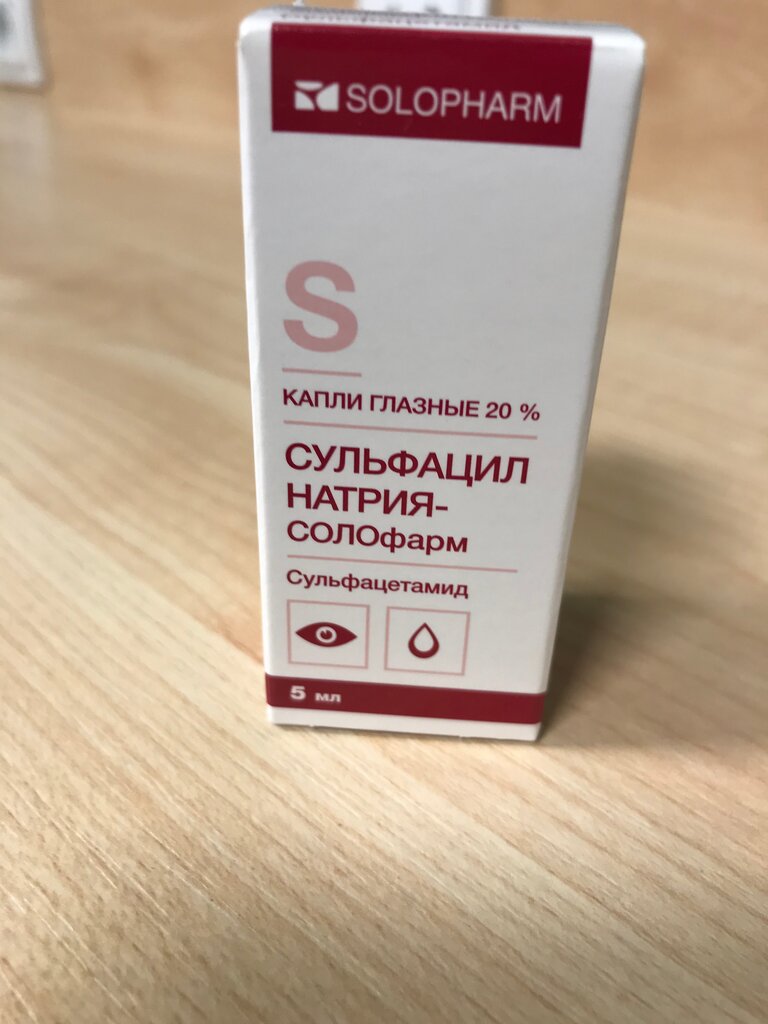 SOLOPHARM
S
КАПЛИ ГЛАЗНЫЕ 20 %
СУЛЬФАЦИЛ
НАТРИЯ-
СОЛОфарм
Сульфацетамид
5 мл